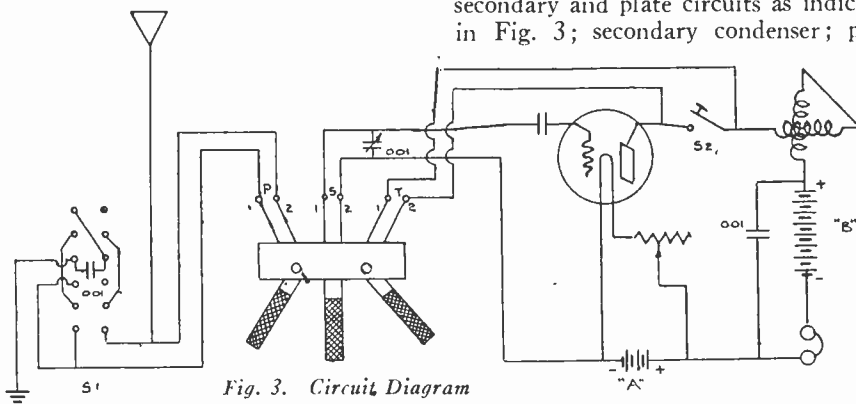 secondary and plate circuits as indic
in Fig. 3; secondary condenser; p
P
S
T
1
2
1
2
1
2
.001
S2,
+
.001
"B"
-
.001
S1
- "A" +
Fig. 3. Circuit Diagram